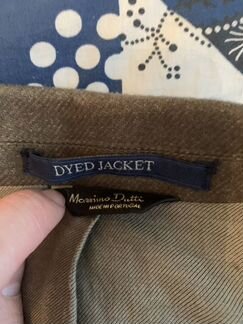 DYED JACKET
Massimo Dutti
MADE IN PORTUGAL